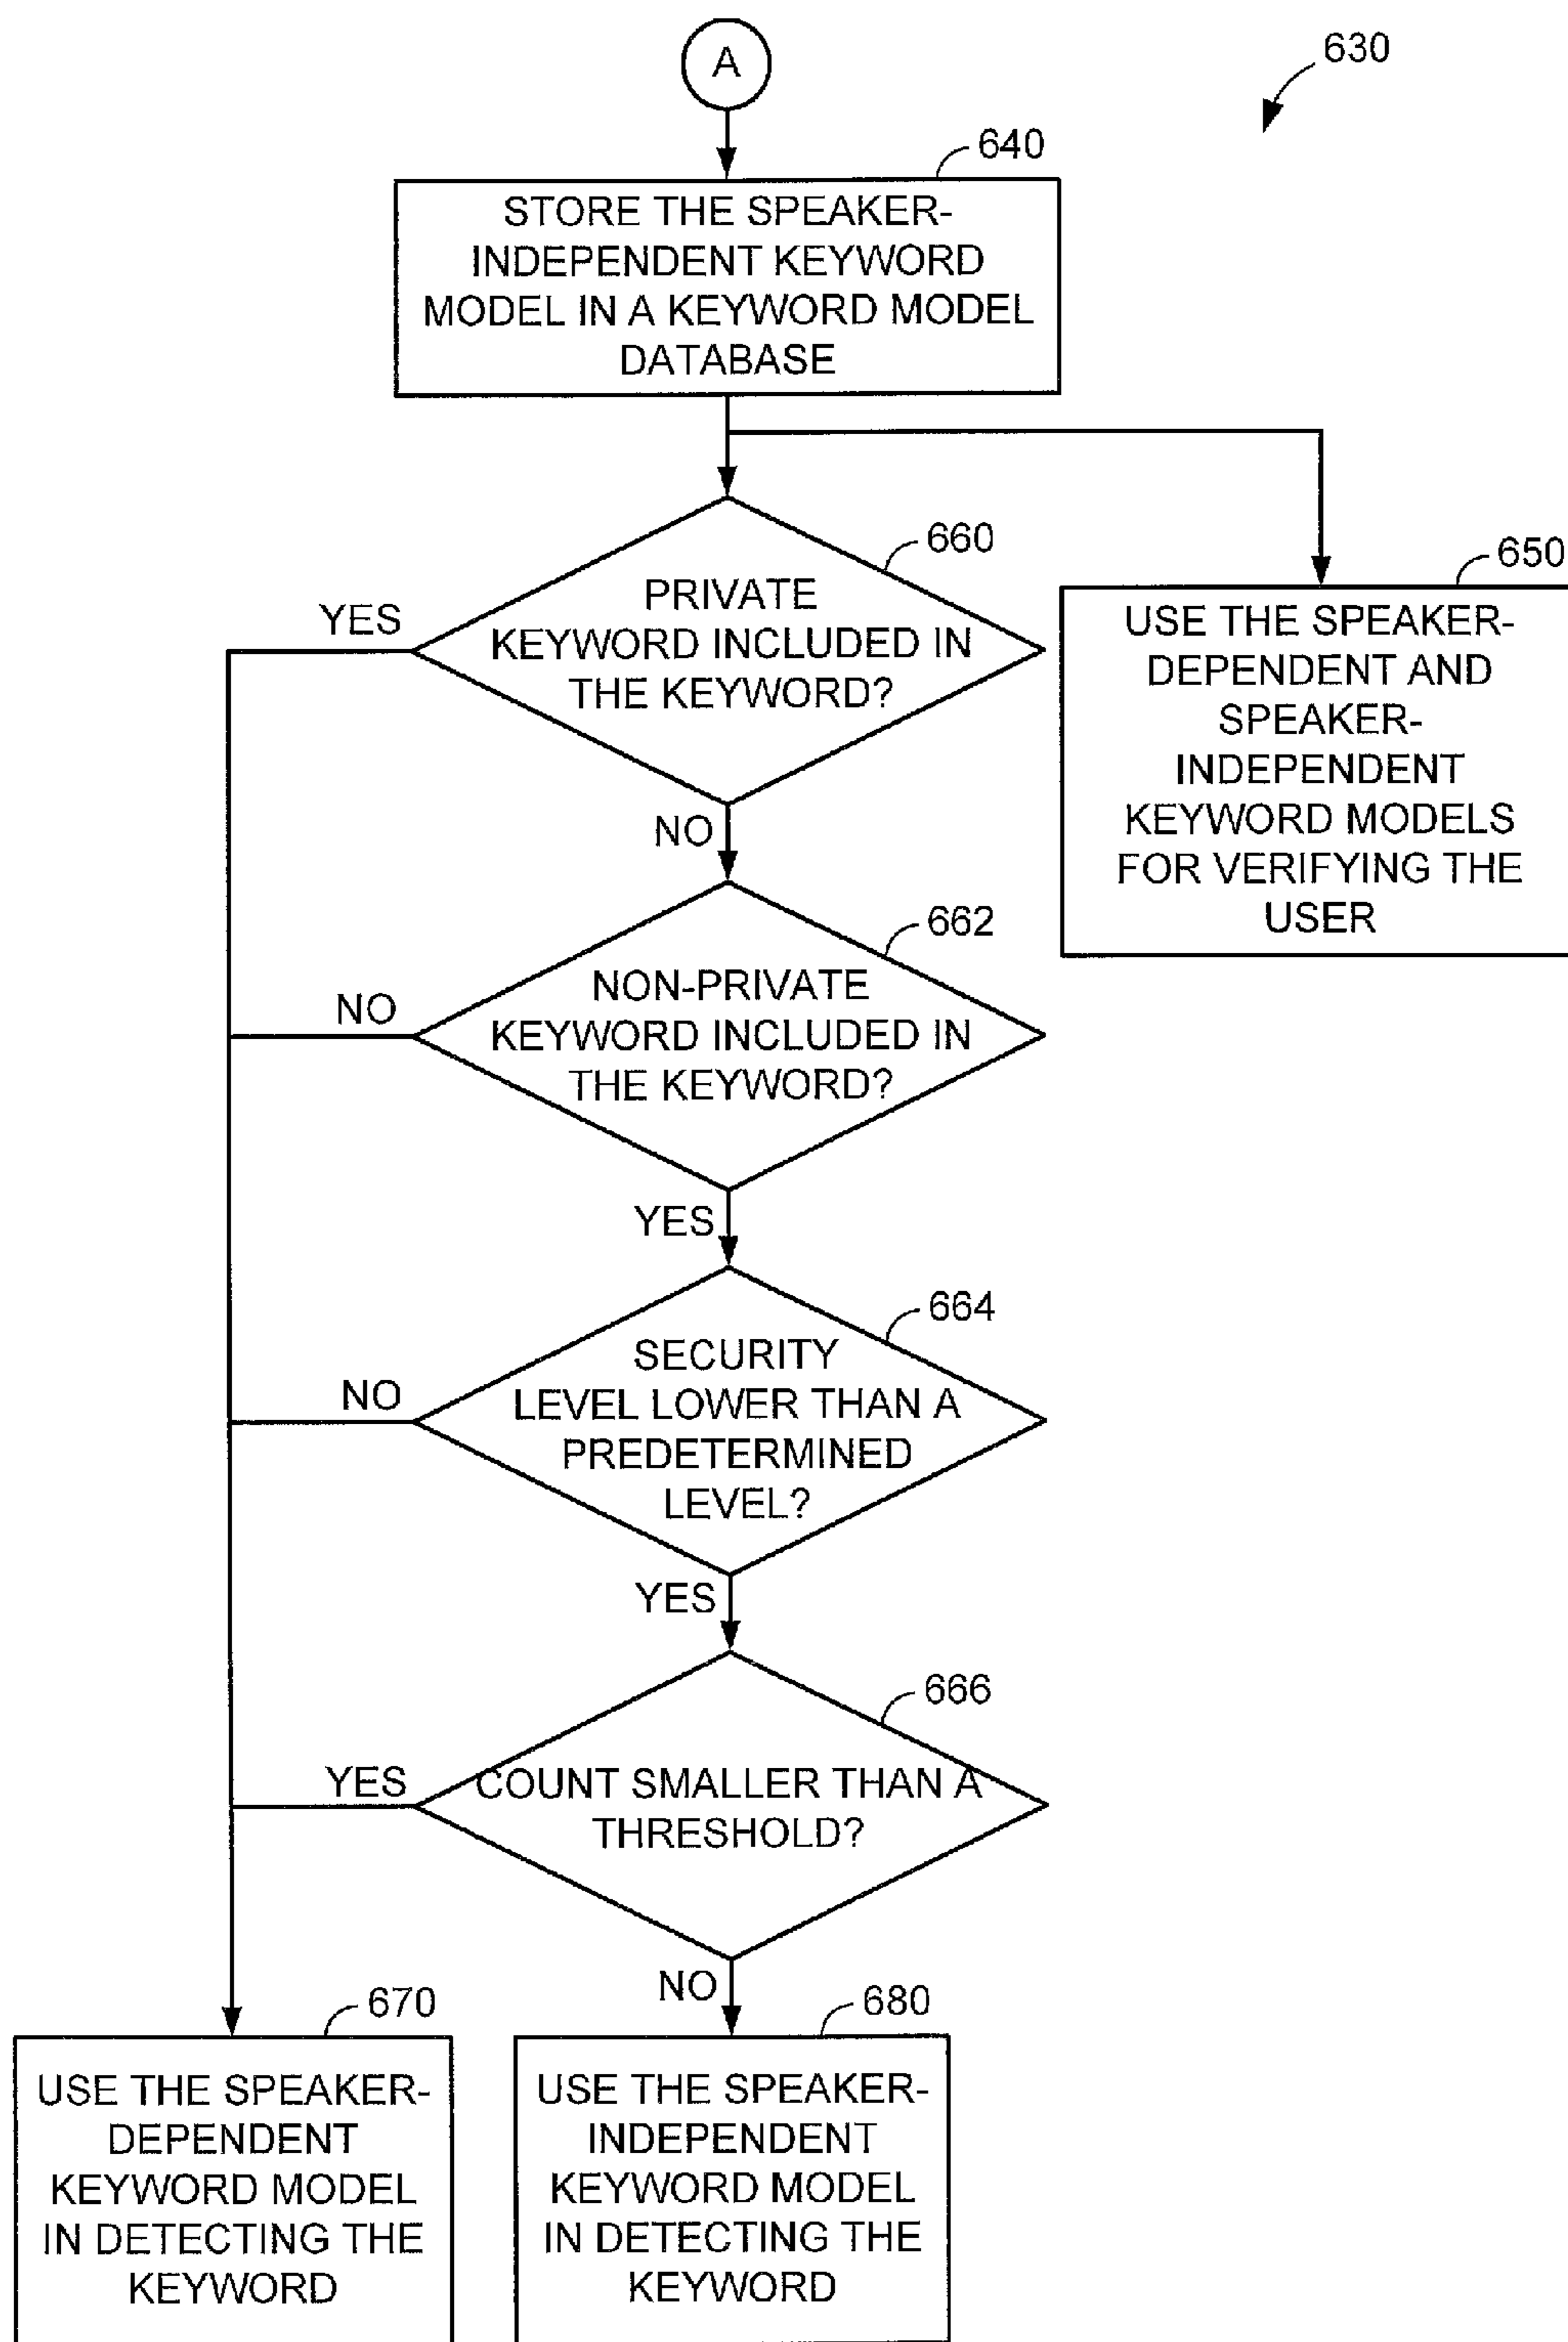 A
630
640
STORE THE SPEAKER-
INDEPENDENT KEYWORD
MODEL IN A KEYWORD MODEL
DATABASE
660
PRIVATE
KEYWORD INCLUDED IN
THE KEYWORD?
YES
NO
650
USE THE SPEAKER-
DEPENDENT AND
SPEAKER-
INDEPENDENT
KEYWORD MODELS
FOR VERIFYING THE
USER
662
NON-PRIVATE
KEYWORD INCLUDED IN
THE KEYWORD?
NO
YES
664
SECURITY
LEVEL LOWER THAN A
PREDETERMINED
LEVEL?
NO
YES
666
COUNT SMALLER THAN A
THRESHOLD?
YES
NO
670
USE THE SPEAKER-
DEPENDENT
KEYWORD MODEL
IN DETECTING THE
KEYWORD
680
USE THE SPEAKER-
INDEPENDENT
KEYWORD MODEL
IN DETECTING THE
KEYWORD